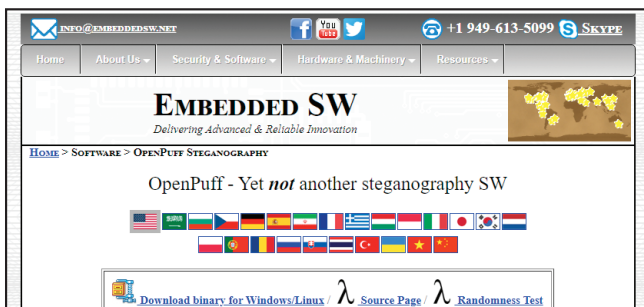 INFO@EMBEDDEDSW.NET
You
Tube
+1 949-613-5099 SKYPE
Home About Us Security & Software Hardware & Machinery Resources
EMBEDDED SW
Delivering Advanced & Reliable Innovation
HOME > SOFTWARE > OPENPUFF STEGANOGRAPHY
OpenPuff - Yet not another steganography SW
Download binary for Windows/Linux / λ Source Page / λ Randomness Test